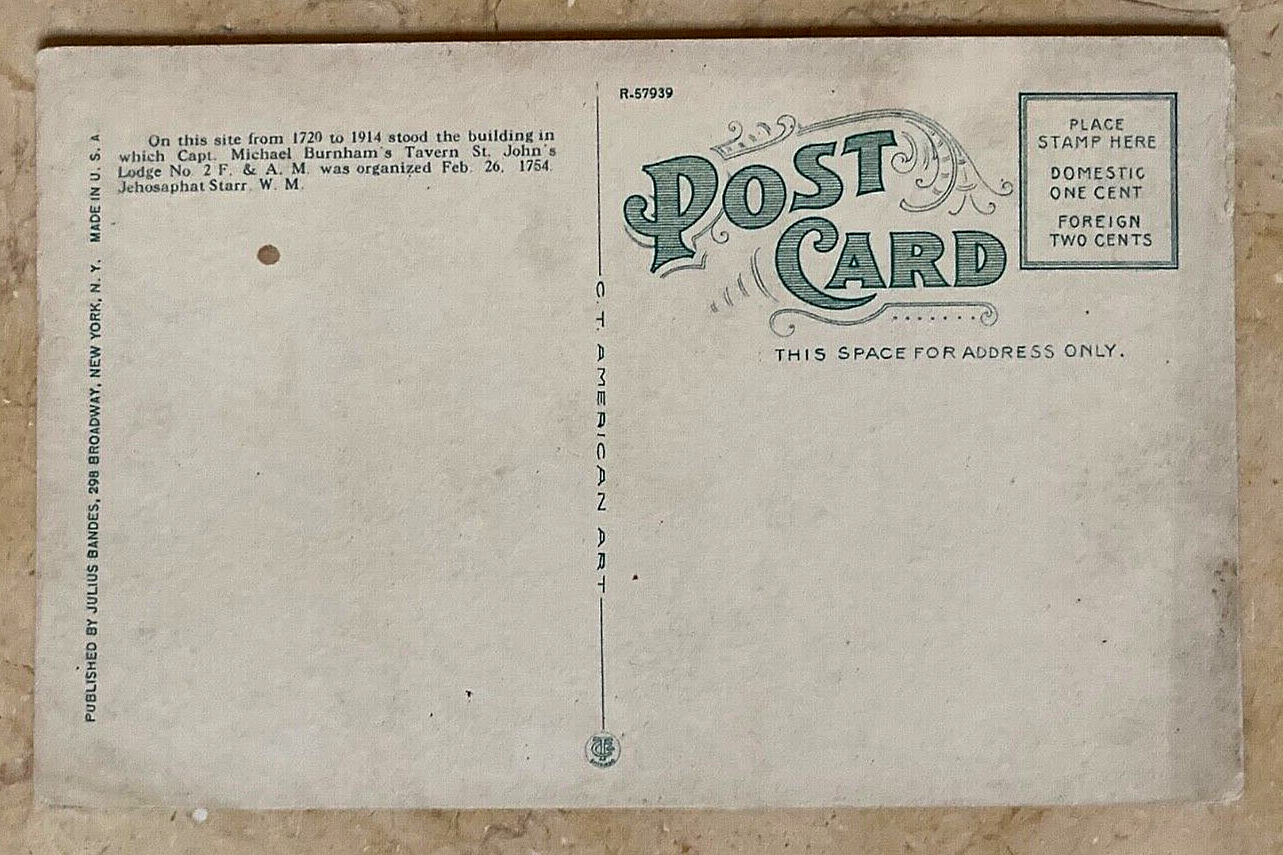 On this site from 1720 to 1914 stood the building in
which Capt. Michael Burnham's Tavern St. John's
Lodge No. 2 F. & A. M. was organized Feb. 26, 1754.
Jehosaphat Starr, W. M.
PUBLISHED BY JULIUS BANDES, 298 BROADWAY, NEW YORK, N. Y. MADE IN U. S. A
C. T. AMERICAN ART
R-57939
POST
CARD
PLACE
STAMP HERE
DOMESTIC
ONE CENT
FOREIGN
TWO CENTS
THIS SPACE FOR ADDRESS ONLY.